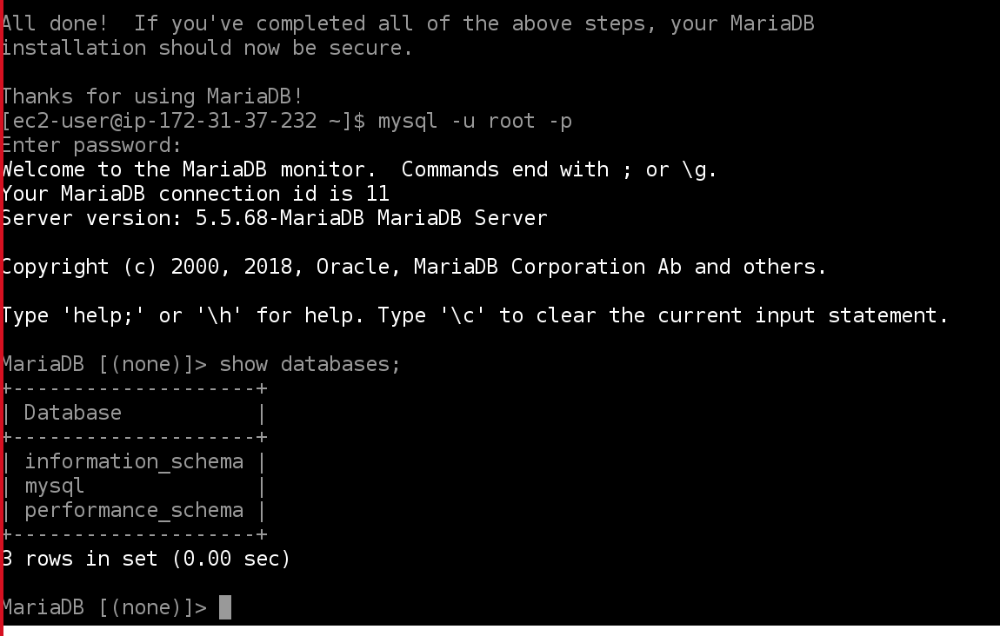 All done!  If you've completed all of the above steps, your MariaDB
installation should now be secure.

Thanks for using MariaDB!
[ec2-user@ip-172-31-37-232 ~]$ mysql -u root -p
Enter password:
Welcome to the MariaDB monitor.  Commands end with ; or \g.
Your MariaDB connection id is 11
Server version: 5.5.68-MariaDB MariaDB Server

Copyright (c) 2000, 2018, Oracle, MariaDB Corporation Ab and others.

Type 'help;' or '\h' for help. Type '\c' to clear the current input statement.

MariaDB [(none)]> show databases;
+--------------------+
| Database           |
+--------------------+
| information_schema |
| mysql              |
| performance_schema |
+--------------------+
3 rows in set (0.00 sec)

MariaDB [(none)]>